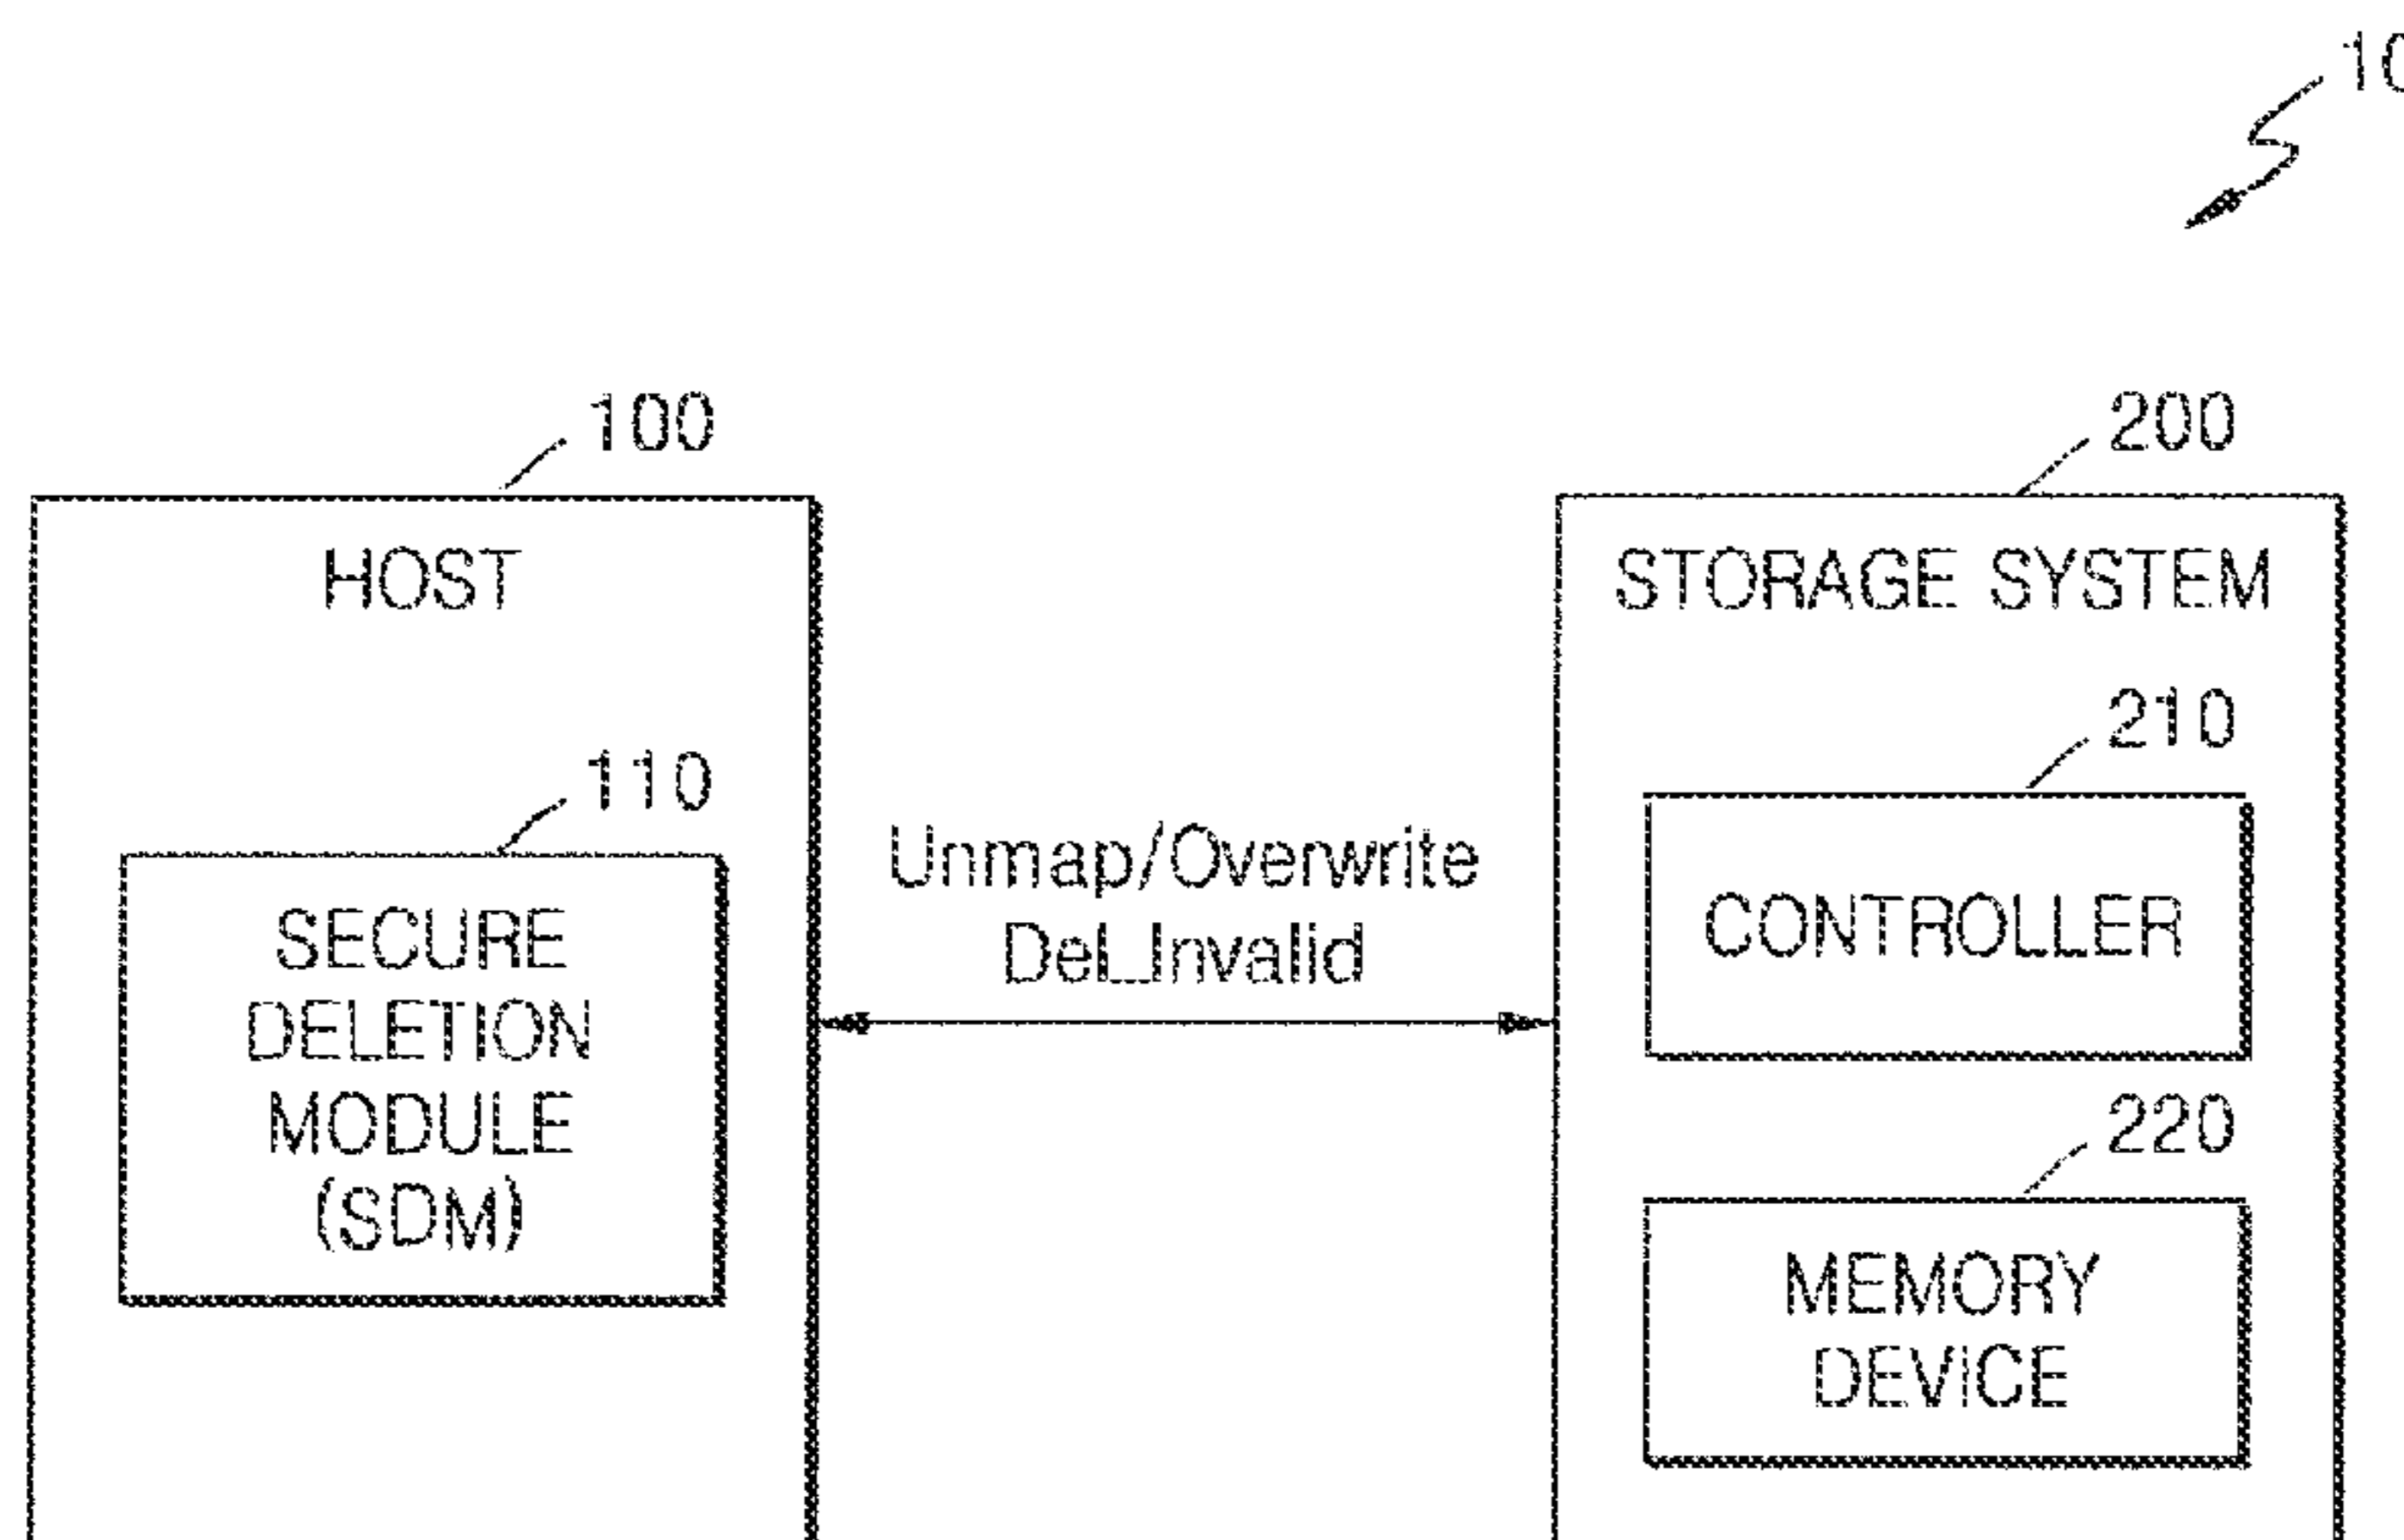 10
100
200
HOST
STORAGE SYSTEM
210
110
Unmap/Overwrite
Del_Invalid
SECURE
DELETION
MODULE
(SDM)
CONTROLLER
220
MEMORY
DEVICE